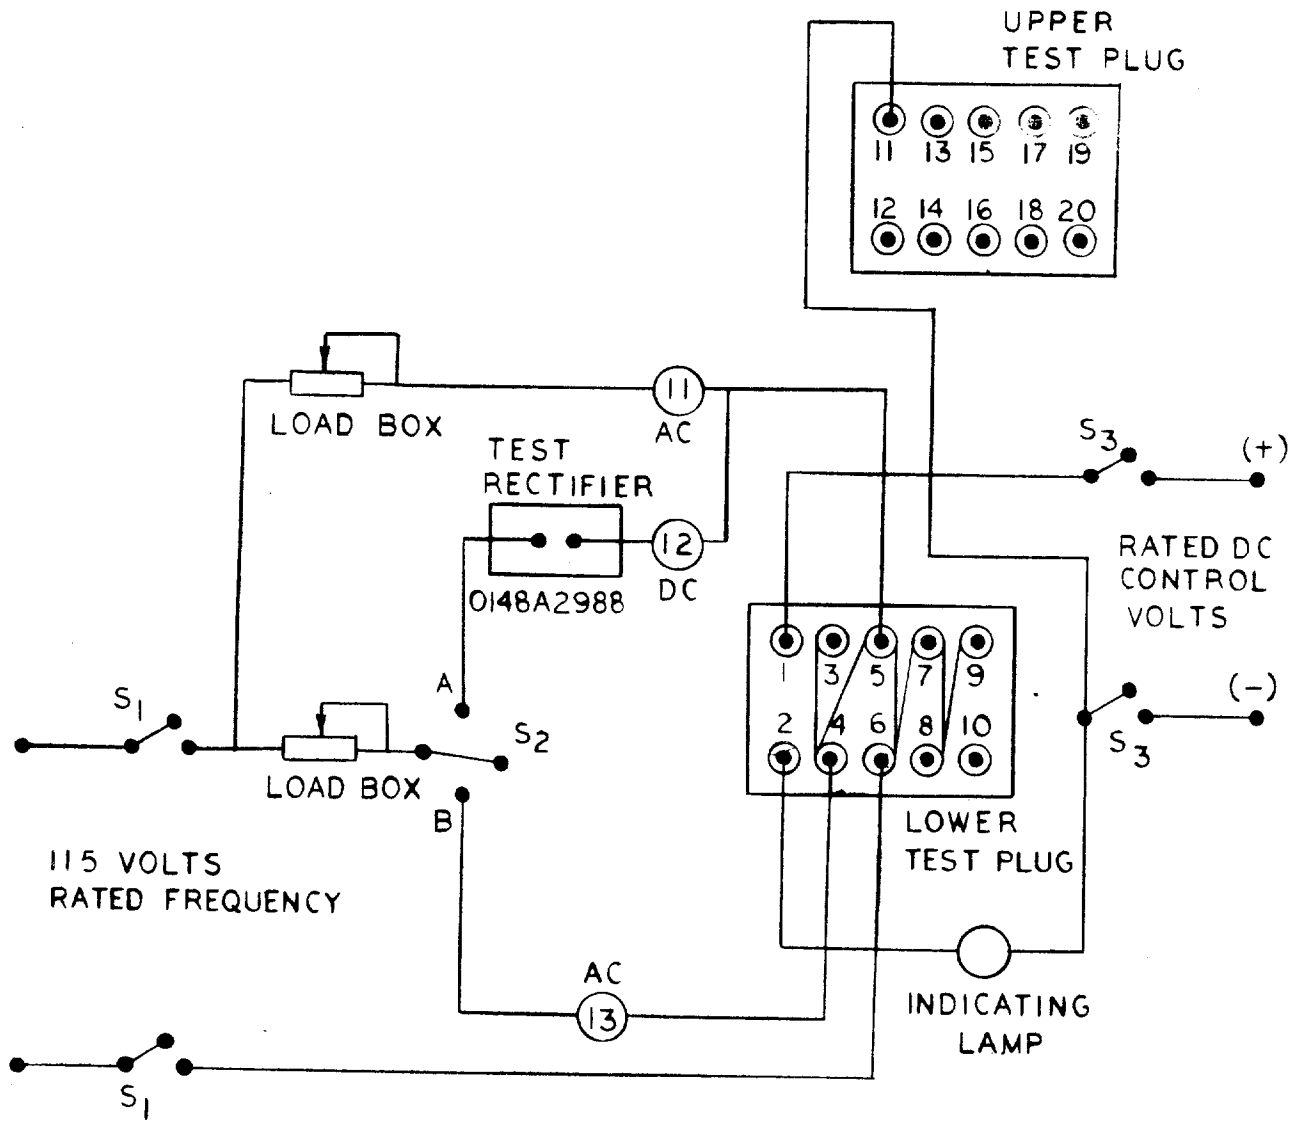 UPPER
TEST PLUG
11 13 15 17 19
12 14 16 18 20
LOAD BOX
11
AC
S3
(+)
TEST
RECTIFIER
12
DC
0148A2988
RATED DC
CONTROL
VOLTS
1 3 5 7 9
2 4 6 8 10
A
S1
S2
(-)
S3
LOAD BOX
B
LOWER
TEST PLUG
115 VOLTS
RATED FREQUENCY
AC
13
INDICATING
LAMP
S1